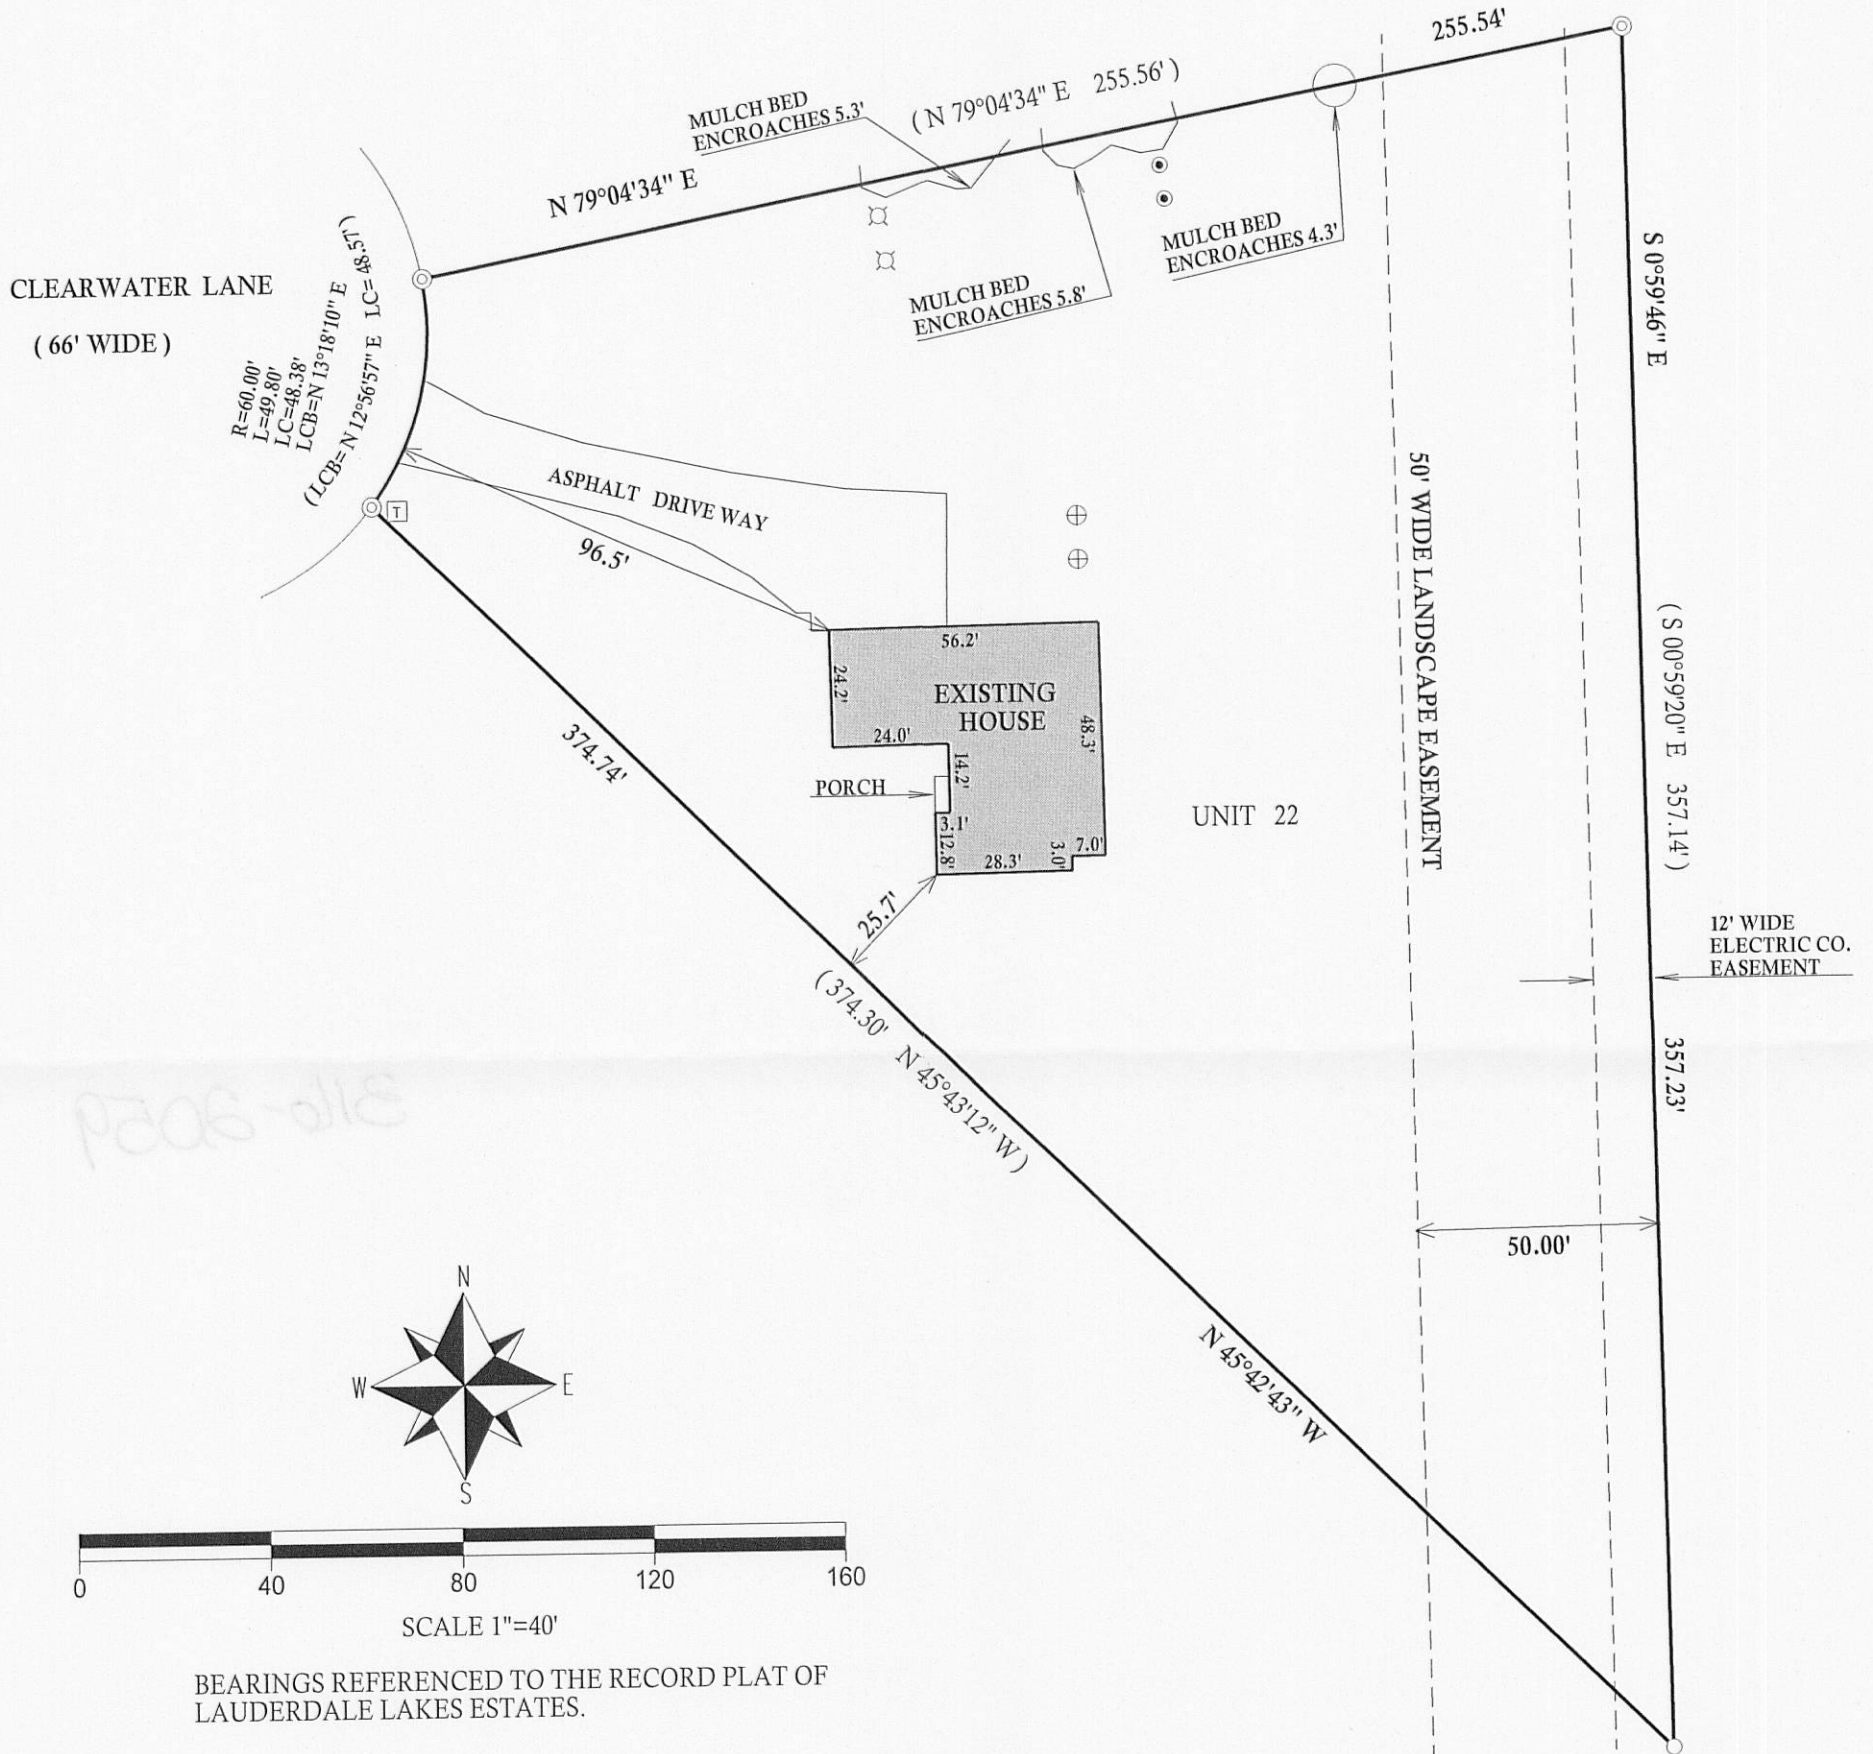 255.54'
( N 79°04'34" E 255.56' )
MULCH BED
ENCROACHES 5.3'
N 79°04'34" E
MULCH BED
ENCROACHES 4.3'
MULCH BED
ENCROACHES 5.8'
CLEARWATER LANE
( 66' WIDE )
R=60.00'
L=49.80'
LC=48.38'
LCB=N 13°18'10" E
(LCB= N 12°56'57" E LC= 48.57')
T
S 0°59'46" E
ASPHALT DRIVE WAY
96.5'
50' WIDE LANDSCAPE EASEMENT
56.2'
24.2'
EXISTING
HOUSE
48.3'
24.0'
14.2'
PORCH
3.1'
12.8'
28.3'
3.0'
7.0'
UNIT 22
( S 00°59'20" E 357.14' )
374.74'
25.7'
12' WIDE
ELECTRIC CO.
EASEMENT
( 374.30' N 45°43'12" W )
357.23'
316-2059
50.00'
N 45°42'43" W
N
W
E
S
0 40 80 120 160
SCALE 1"=40'
BEARINGS REFERENCED TO THE RECORD PLAT OF
LAUDERDALE LAKES ESTATES.